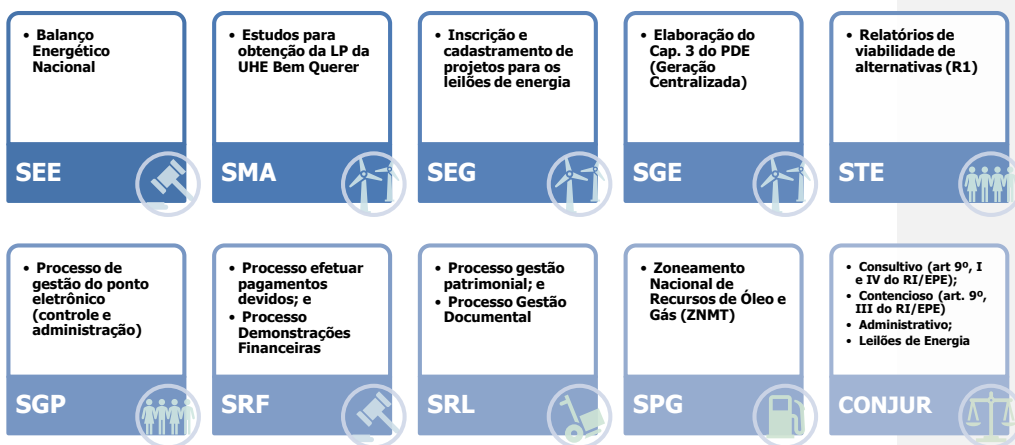 • Balanço
Energético
Nacional
SEE
• Estudos para
obtenção da LP da
UHE Bem Querer
SMA
• Inscrição e
cadastramento de
projetos para os
leilões de energia
SEG
• Elaboração do
Cap. 3 do PDE
(Geração
Centralizada)
SGE
• Relatórios de
viabilidade de
alternativas (R1)
STE
• Processo de
gestão do ponto
eletrônico
(controle e
administração)
SGP
• Processo efetuar
pagamentos
devidos; e
• Processo
Demonstrações
Financeiras
SRF
• Processo gestão
patrimonial; e
• Processo Gestão
Documental
SRL
• Zoneamento
Nacional de
Recursos de Óleo e
Gás (ZNMT)
SPG
• Consultivo (art 9º, I
e IV do RI/EPE);
• Contencioso (art. 9º,
III do RI/EPE)
• Administrativo;
• Leilões de Energia
CONJUR